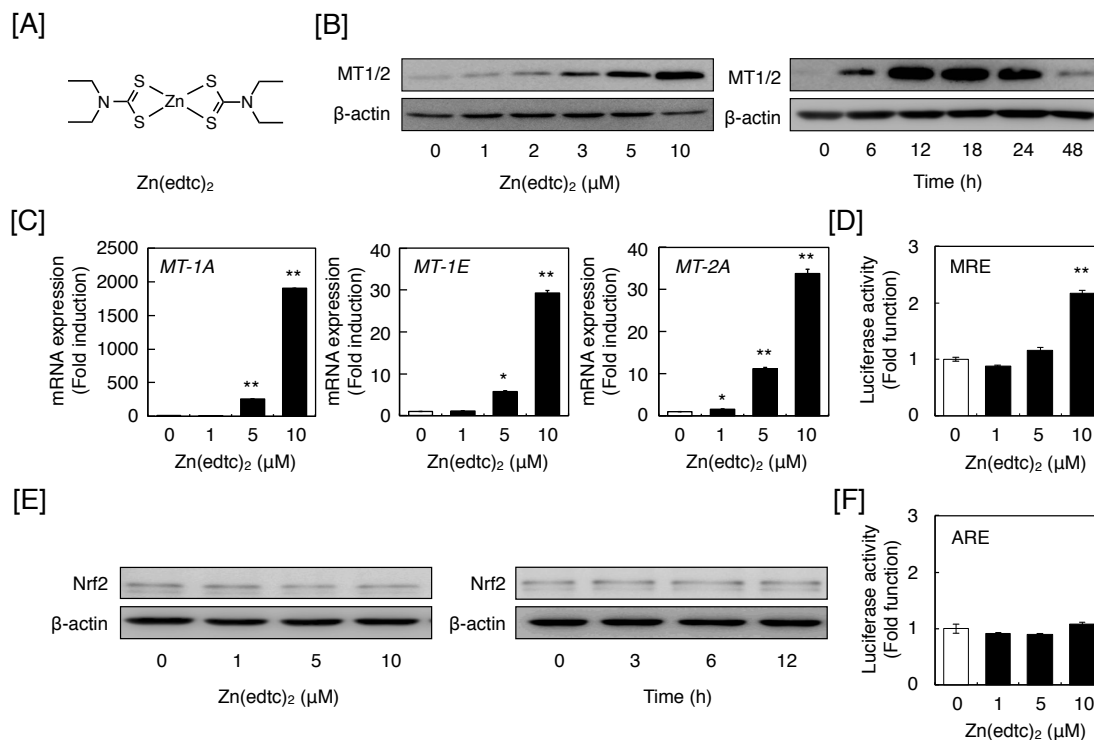 [A]
S
S
N
Zn
N
S
S
Zn(edtc)2
[B]
MT1/2
β-actin
0 1 2 3 5 10
Zn(edtc)2 (μM)
MT1/2
β-actin
0 6 12 18 24 48
Time (h)
[C]
mRNA expression
(Fold induction)
2500
2000
1500
1000
500
0
MT-1A
**
**
0 1 5 10
Zn(edtc)2 (μM)
mRNA expression
(Fold induction)
40
30
20
10
0
MT-1E
*
**
0 1 5 10
Zn(edtc)2 (μM)
mRNA expression
(Fold induction)
40
30
20
10
0
MT-2A
*
**
**
0 1 5 10
Zn(edtc)2 (μM)
[D]
Luciferase activity
(Fold function)
3
2
1
0
MRE
**
0 1 5 10
Zn(edtc)2 (μM)
[E]
Nrf2
β-actin
0 1 5 10
Zn(edtc)2 (μM)
Nrf2
β-actin
0 3 6 12
Time (h)
[F]
Luciferase activity
(Fold function)
3
2
1
0
ARE
0 1 5 10
Zn(edtc)2 (μM)